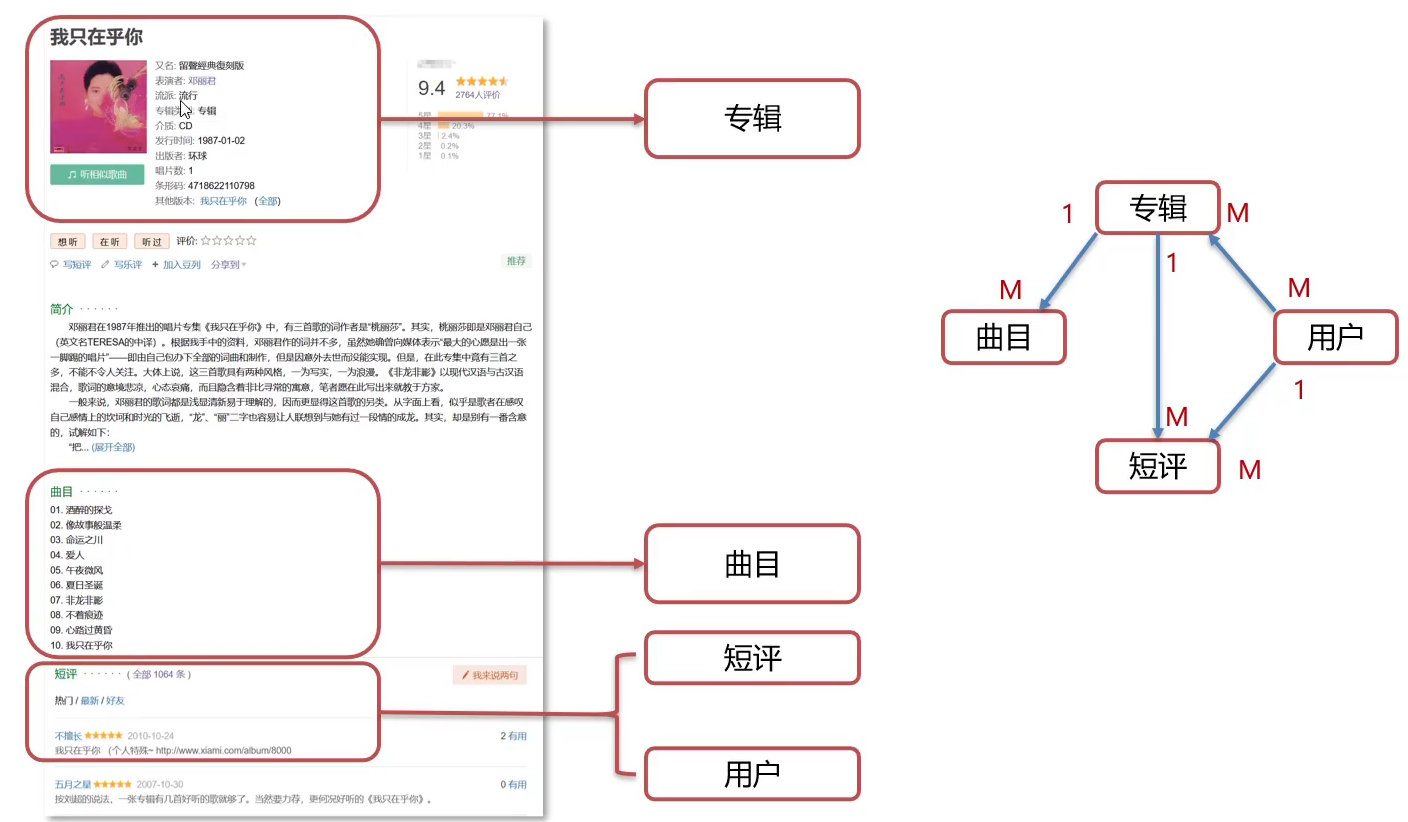 我只在乎你
又名: 留聲經典復刻版
表演者: 邓丽君
流派: 流行
专辑类型: 专辑
介质: CD
发行时间: 1987-01-02
出版者: 环球
唱片数: 1
条形码: 4718622110798
其他版本: 我只在乎你 (全部)
听相似歌曲
9.4
2764人评价
5星 77.1%
4星 20.3%
3星 2.4%
2星 0.2%
1星 0.1%
想听 在听 听过 评价:
写短评 写乐评 + 加入豆列 分享到
推荐
简介 · · · · · ·
邓丽君在1987年推出的唱片专集《我只在乎你》中，有三首歌的词作者是“桃丽莎”。其实，桃丽莎即是邓丽君自己
（英文名TERESA的中译）。根据我手中的资料，邓丽君作的词并不多，虽然她确曾向媒体表示“最大的心愿是出一张
一脚踢的唱片”——即由自己包办下全部的词曲和制作，但是因意外去世而没能实现。但是，在此专集中竟有三首之
多，不能不令人关注。大体上说，这三首歌具有两种风格，一为写实，一为浪漫。《非龙非彨》以现代汉语与古汉语
混合，歌词的意境悲凉，心态哀痛，而且隐含着非比寻常的寓意，笔者愿在此写出来就教于方家。
一般来说，邓丽君的歌词都是浅显清新易于理解的，因而更显得这首歌的另类。从字面上看，似乎是歌者在感叹
自己感情上的坎坷和时光的飞逝，“龙”、“丽”二字也容易让人联想到与她有过一段情的成龙。其实，却是别有一番含意
的，试解如下：
“把... (展开全部)
曲目 · · · · · ·
01. 酒醉的探戈
02. 像故事般温柔
03. 命运之川
04. 爱人
05. 午夜微风
06. 夏日圣诞
07. 非龙非彨
08. 不着痕迹
09. 心路过黄昏
10. 我只在乎你
短评 · · · · · · ( 全部 1064 条 )
我来说两句
热门 / 最新 / 好友
不擅长 2010-10-24
2 有用
我只在乎你 （个人特殊~ http://www.xiami.com/album/8000
五月之星 2007-10-30
0 有用
按刘超的说法，一张专辑有几首好听的歌就够了。当然要力荐，更何况好听的《我只在乎你》。
专辑
曲目
短评
用户
专辑
1
M
1
M
M
曲目
用户
1
M
短评
M